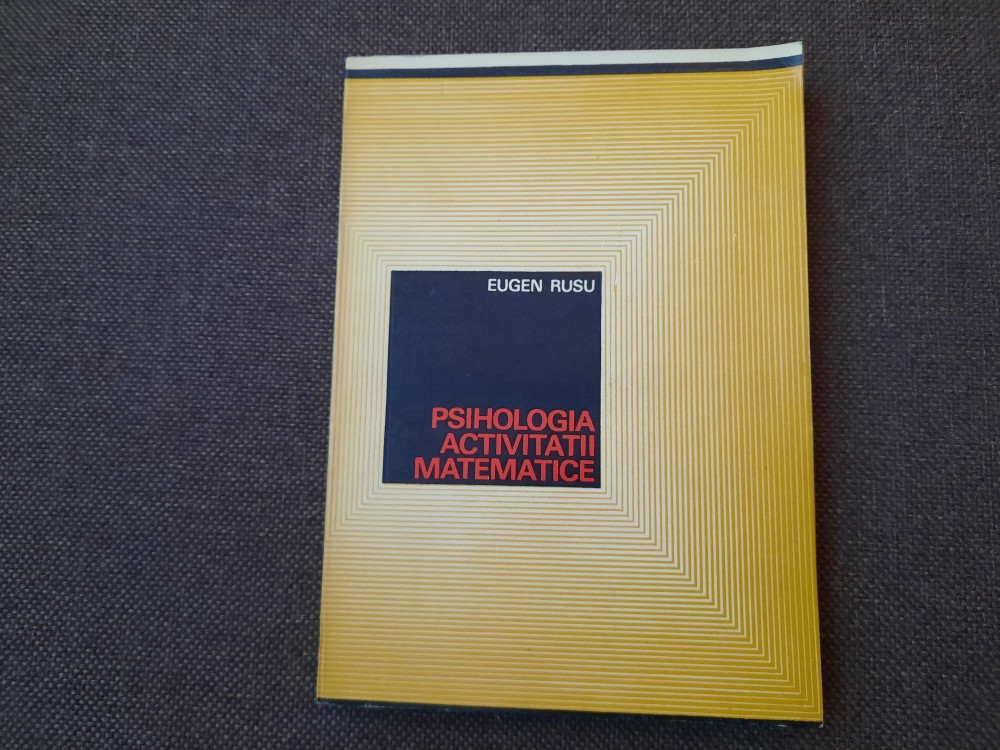 EUGEN RUSU
PSIHOLOGIA
ACTIVITATII
MATEMATICE